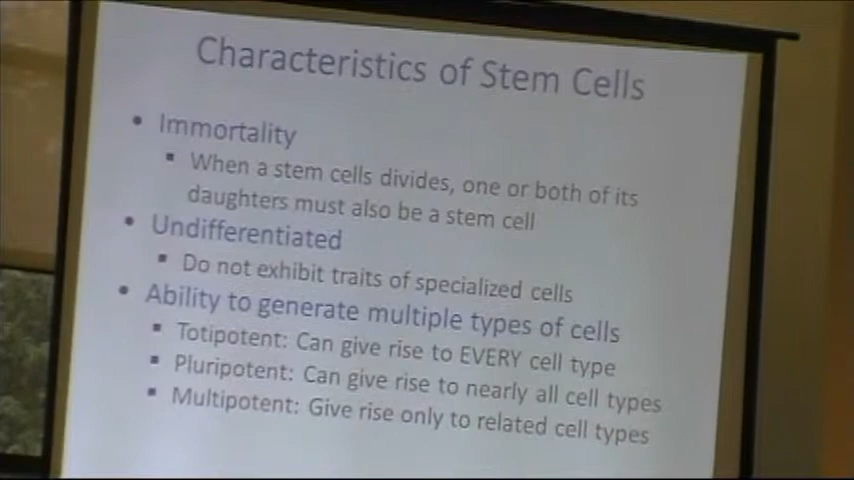 Characteristics of Stem Cells
• Immortality
▪ When a stem cells divides, one or both of its
daughters must also be a stem cell
• Undifferentiated
▪ Do not exhibit traits of specialized cells
• Ability to generate multiple types of cells
▪ Totipotent: Can give rise to EVERY cell type
▪ Pluripotent: Can give rise to nearly all cell types
▪ Multipotent: Give rise only to related cell types